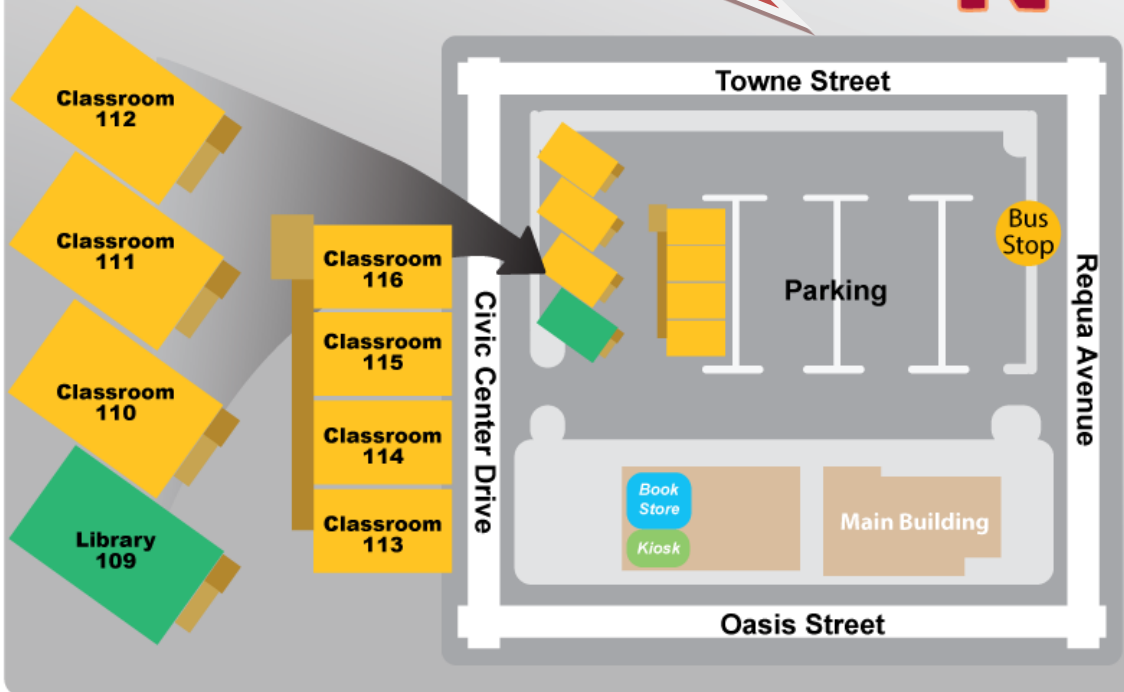 Classroom
112
Classroom
111
Classroom
110
Library
109
Classroom
116
Classroom
115
Classroom
114
Classroom
113
Towne Street
Civic Center Drive
Parking
Bus
Stop
Requa Avenue
Book
Store
Kiosk
Main Building
Oasis Street